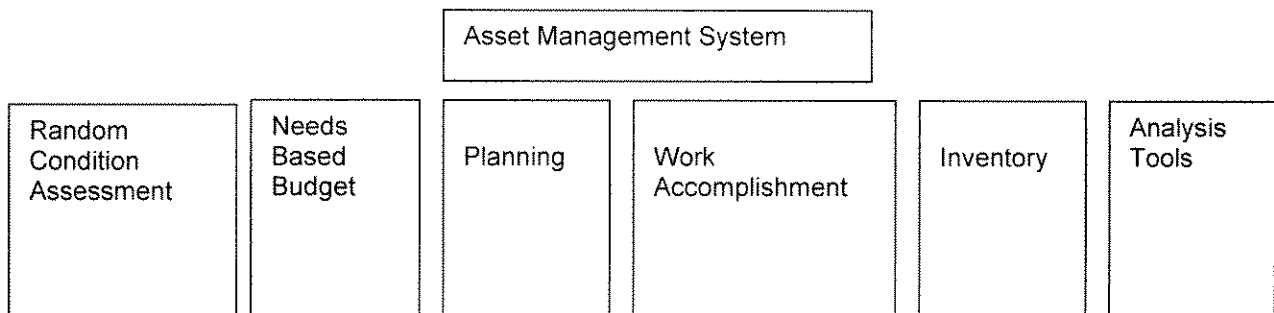 Asset Management System
Random
Condition
Assessment
Needs
Based
Budget
Planning
Work
Accomplishment
Inventory
Analysis
Tools